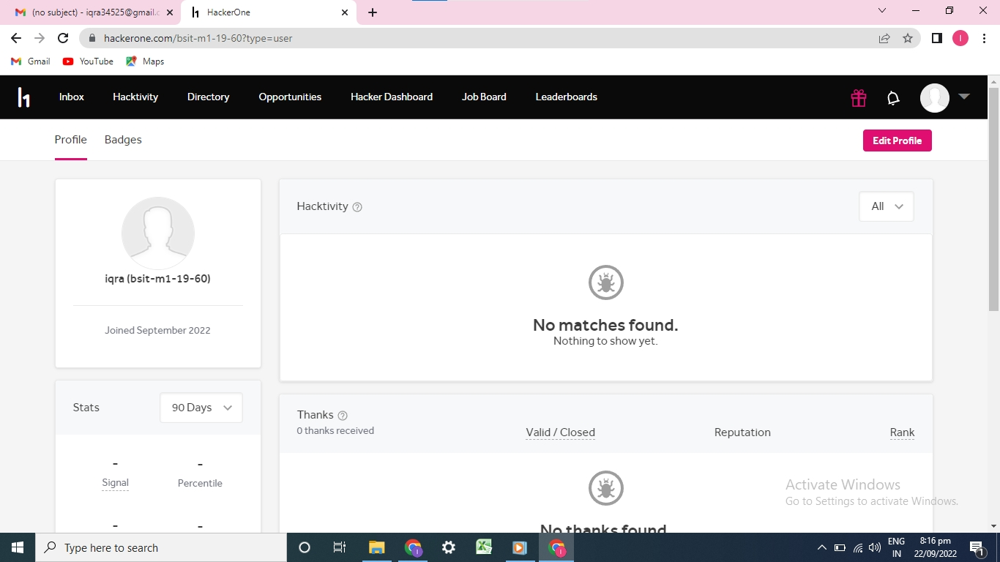 (no subject) - iqra34525@gmail.c
HackerOne
hackerone.com/bsit-m1-19-60?type=user
I
Gmail
YouTube
Maps
h1
Inbox
Hacktivity
Directory
Opportunities
Hacker Dashboard
Job Board
Leaderboards
Profile
Badges
Edit Profile
iqra (bsit-m1-19-60)
Joined September 2022
Hacktivity ?
All
No matches found.
Nothing to show yet.
Stats
90 Days
-
-
Signal
Percentile
-
-
Thanks ?
0 thanks received
Valid / Closed
Reputation
Rank
No thanks found
Activate Windows
Go to Settings to activate Windows.
Type here to search
ENG
IN
8:16 pm
22/09/2022
1